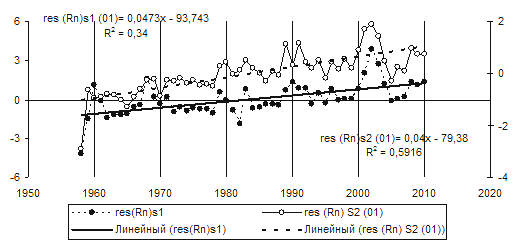 res (Rn)s1 (01)= 0,0473x - 93,743
R² = 0,34
6
3
0
-3
-6
2
0
-2
-4
res (Rn)s2 (01)= 0,04x - 79,38
R² = 0,5916
1950 1960 1970 1980 1990 2000 2010 2020
res(Rn)s1 res (Rn) S2 (01)
Линейный (res(Rn)s1) Линейный (res (Rn) S2 (01))